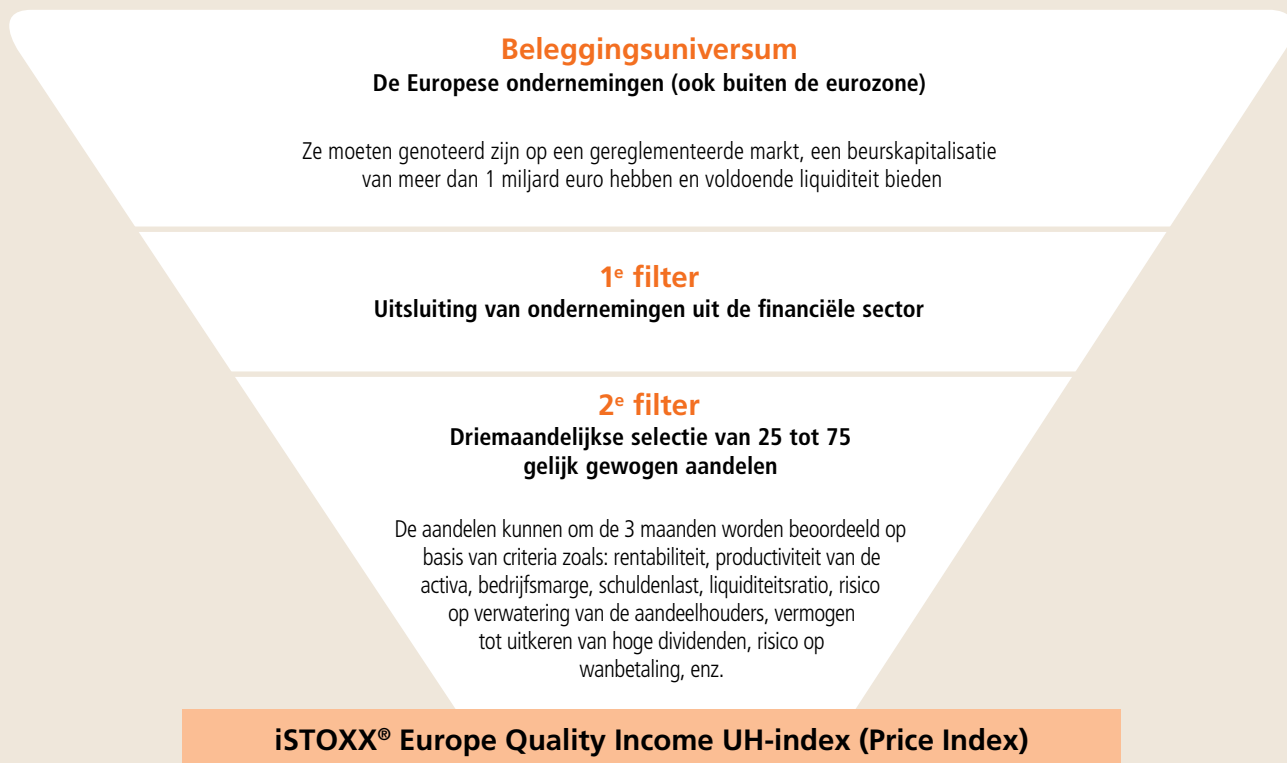 Beleggingsuniversum
De Europese ondernemingen (ook buiten de eurozone)
Ze moeten genoteerd zijn op een gereglementeerde markt, een beurskapitalisatie
van meer dan 1 miljard euro hebben en voldoende liquiditeit bieden
1e filter
Uitsluiting van ondernemingen uit de financiële sector
2e filter
Driemaandelijkse selectie van 25 tot 75
gelijk gewogen aandelen
De aandelen kunnen om de 3 maanden worden beoordeeld op
basis van criteria zoals: rentabiliteit, productiviteit van de
activa, bedrijfsmarge, schuldenlast, liquiditeitsratio, risico
op verwatering van de aandeelhouders, vermogen
tot uitkeren van hoge dividenden, risico op
wanbetaling, enz.
iSTOXX® Europe Quality Income UH-index (Price Index)